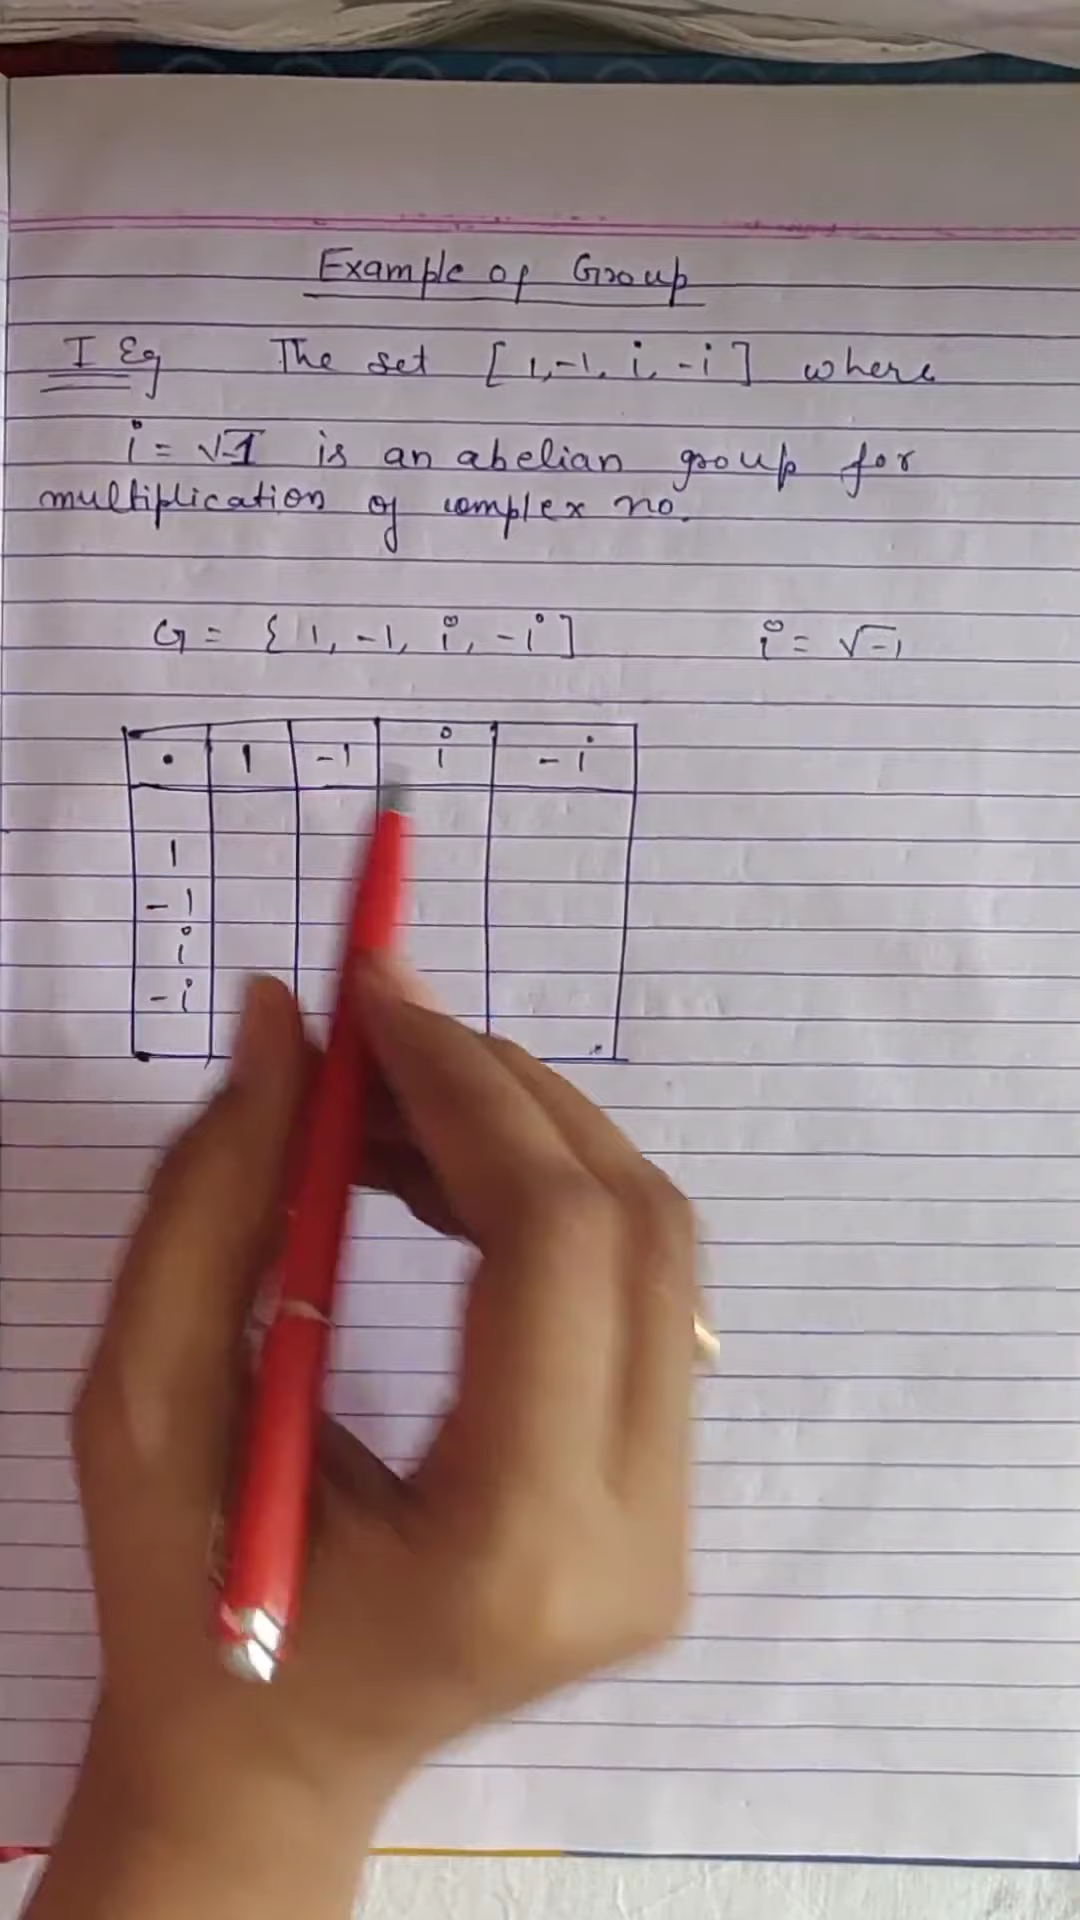 Example of Group
I Eg The set [1,-1, i, -i] where
i = √-1 is an abelian group for
multiplication of complex no.
G = {1, -1, i, -i] i = √-1
• 1 -1 i -i
1
-1
i
-i